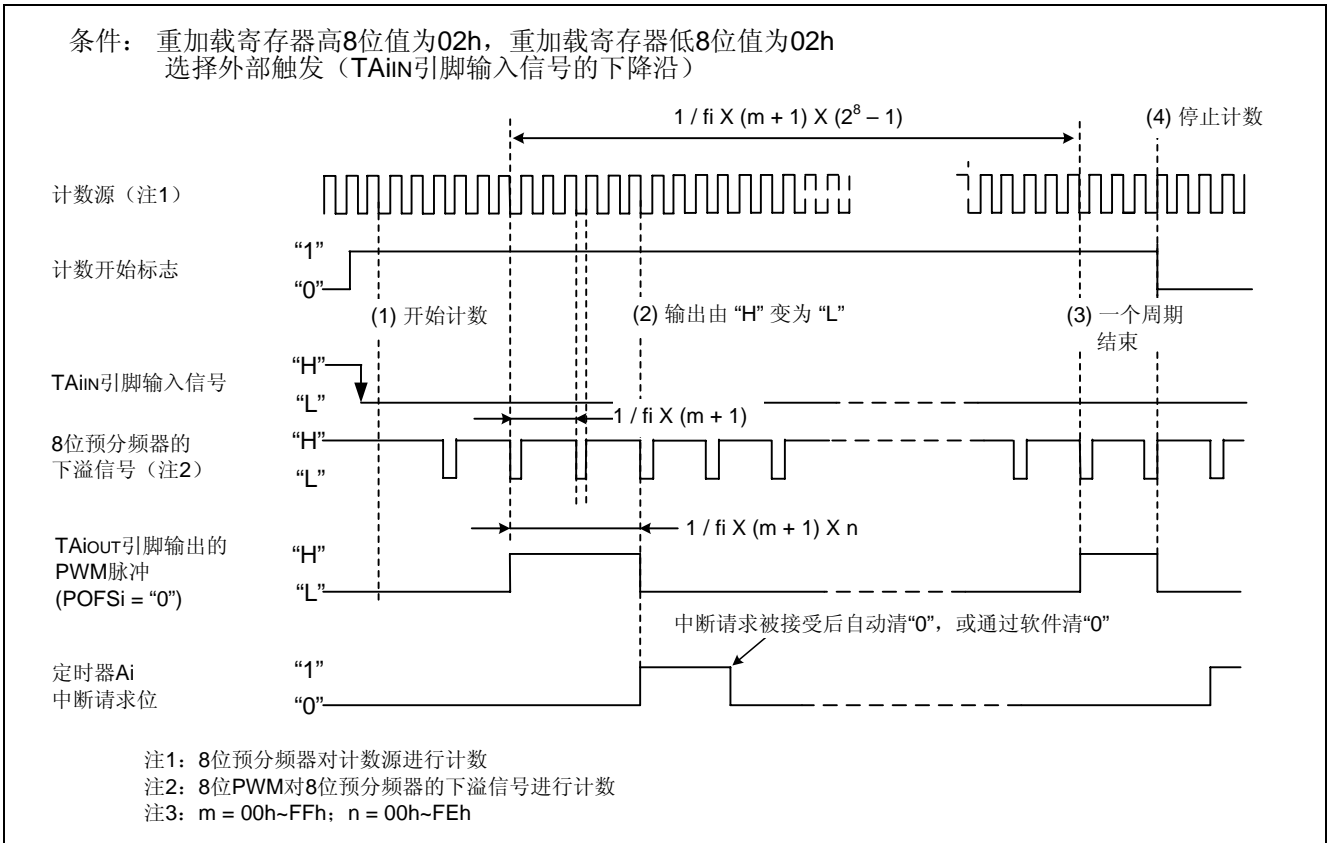 条件： 重加载寄存器高8位值为02h，重加载寄存器低8位值为02h
选择外部触发（TAiIN引脚输入信号的下降沿）
1 / fi X (m + 1) X (2⁸ – 1)
(4) 停止计数
计数源（注1）
“1”
计数开始标志
“0”
(1) 开始计数
(2) 输出由 “H” 变为 “L”
(3) 一个周期
结束
“H”
TAiIN引脚输入信号
“L”
1 / fi X (m + 1)
8位预分频器的
下溢信号（注2）
“H”
“L”
1 / fi X (m + 1) X n
TAiOUT引脚输出的
PWM脉冲
(POFSi = “0”)
“H”
“L”
中断请求被接受后自动清“0”，或通过软件清“0”
定时器Ai
中断请求位
“1”
“0”
注1：8位预分频器对计数源进行计数
注2：8位PWM对8位预分频器的下溢信号进行计数
注3：m = 00h~FFh；n = 00h~FEh